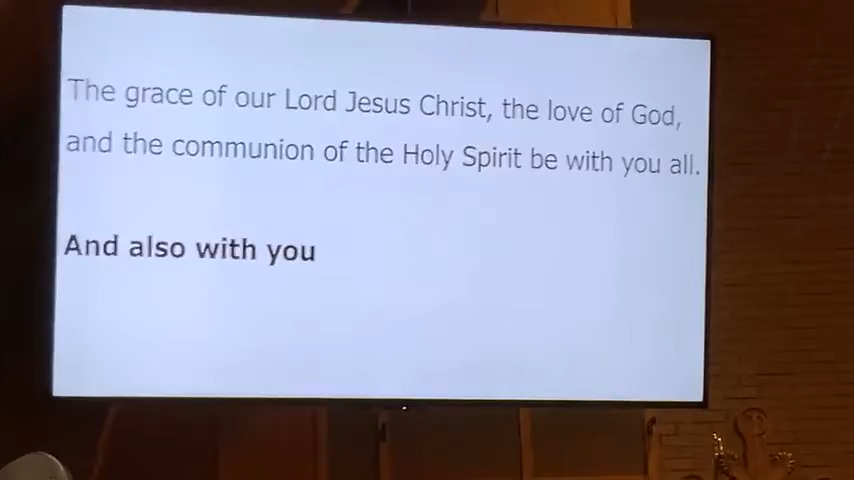 The grace of our Lord Jesus Christ, the love of God,
and the communion of the Holy Spirit be with you all.
And also with you